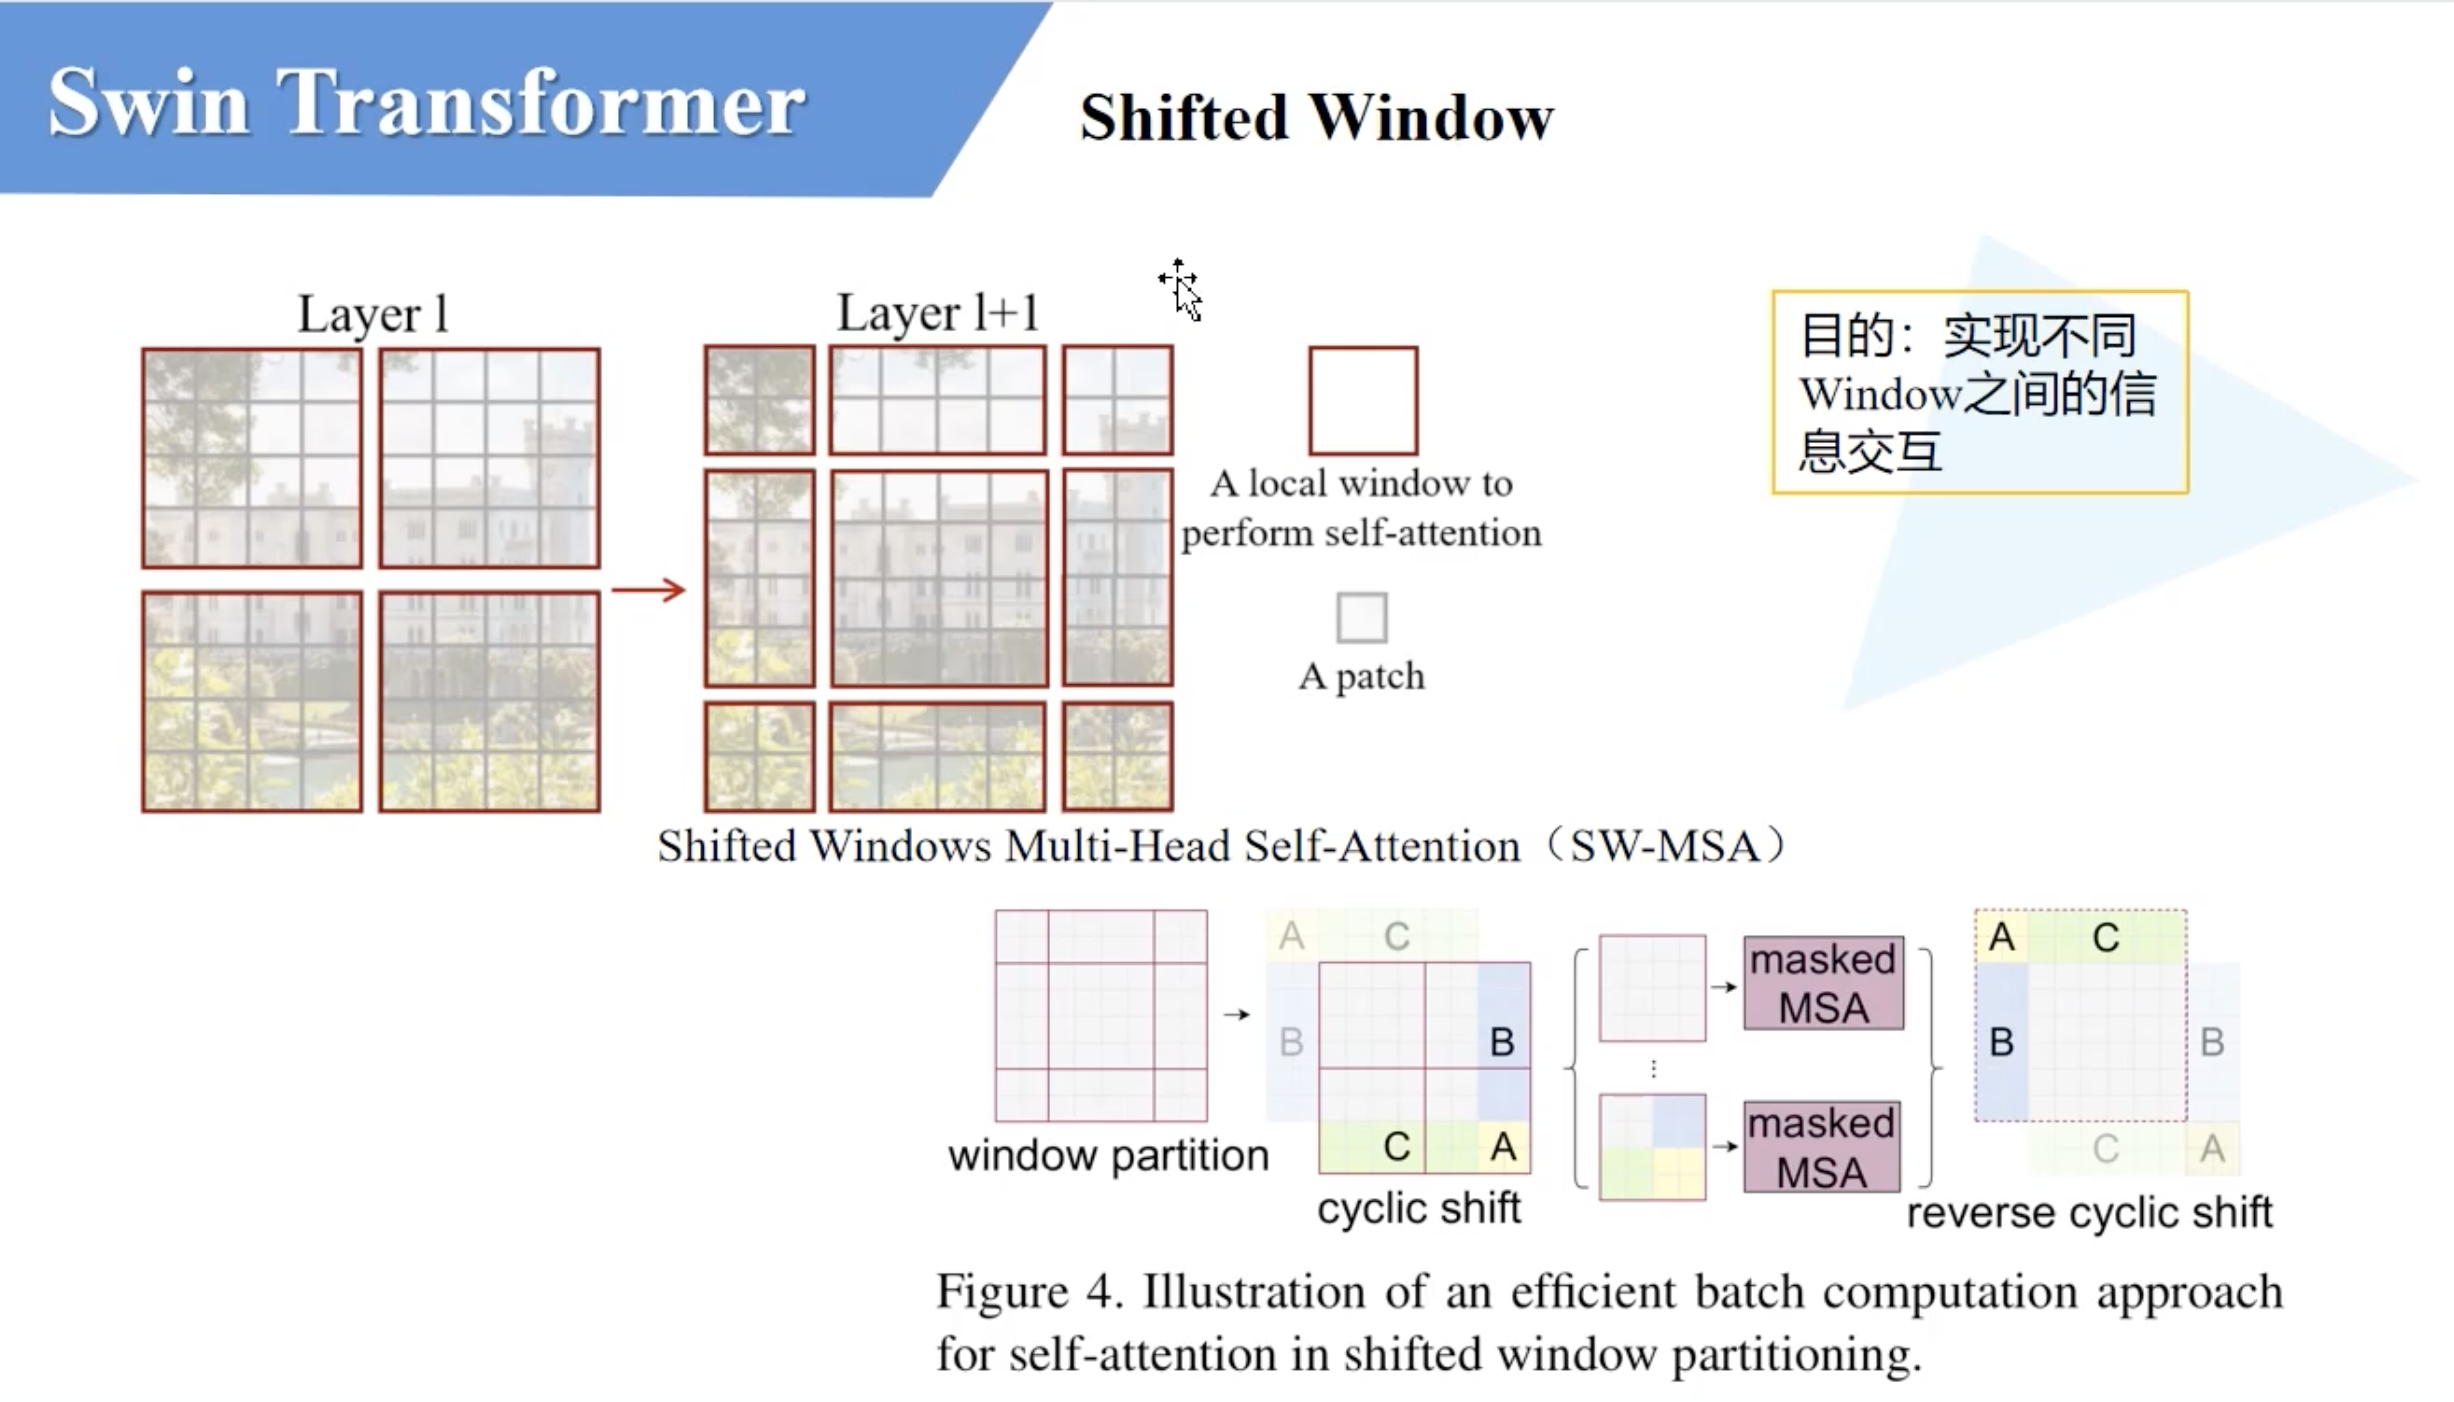 Swin Transformer
Shifted Window
Layer l
Layer l+1
A local window to
perform self-attention
A patch
目的：实现不同
Window之间的信
息交互
Shifted Windows Multi-Head Self-Attention（SW-MSA）
window partition
A
C
B
B
C
A
cyclic shift
masked
MSA
masked
MSA
A
C
B
B
C
A
reverse cyclic shift
Figure 4. Illustration of an efficient batch computation approach
for self-attention in shifted window partitioning.